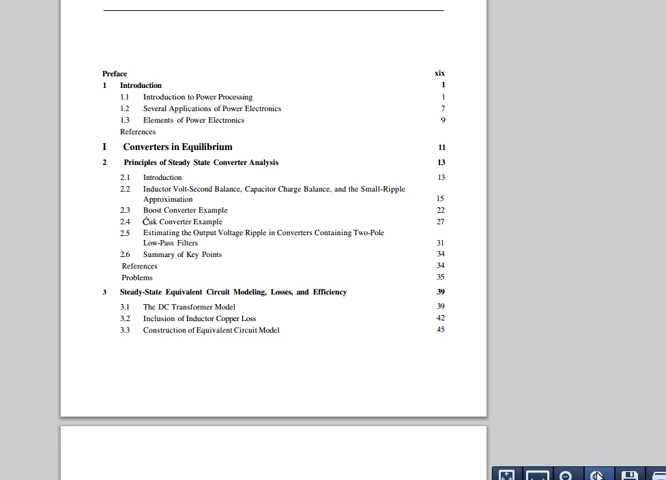 Preface xix
1 Introduction 1
1.1 Introduction to Power Processing 1
1.2 Several Applications of Power Electronics 7
1.3 Elements of Power Electronics 9
References
I Converters in Equilibrium 11
2 Principles of Steady State Converter Analysis 13
2.1 Introduction 13
2.2 Inductor Volt-Second Balance, Capacitor Charge Balance, and the Small-Ripple
Approximation 15
2.3 Boost Converter Example 22
2.4 Ćuk Converter Example 27
2.5 Estimating the Output Voltage Ripple in Converters Containing Two-Pole
Low-Pass Filters 31
2.6 Summary of Key Points 34
References 34
Problems 35
3 Steady-State Equivalent Circuit Modeling, Losses, and Efficiency 39
3.1 The DC Transformer Model 39
3.2 Inclusion of Inductor Copper Loss 42
3.3 Construction of Equivalent Circuit Model 45